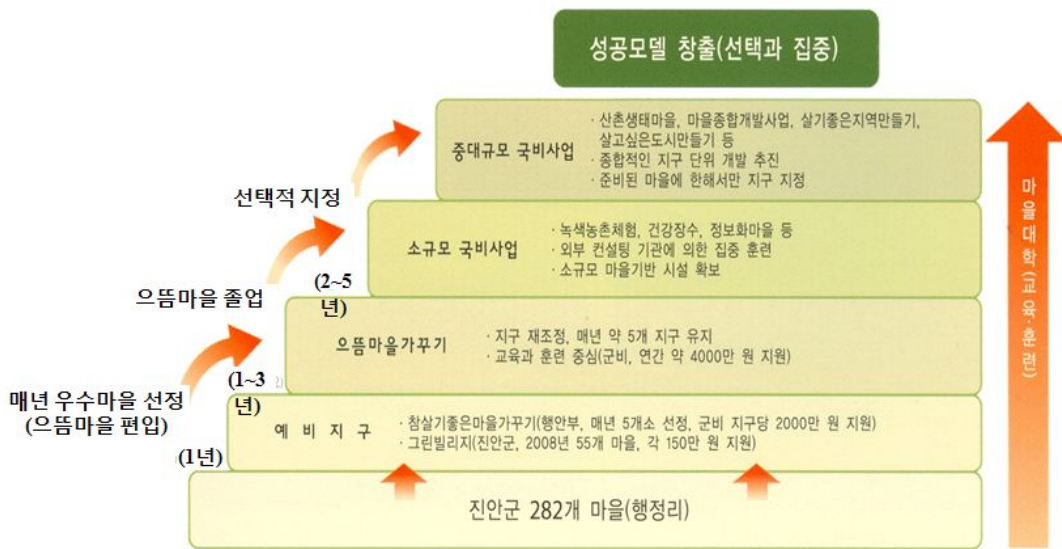 성공모델 창출(선택과 집중)
중대규모 국비사업
· 산촌생태마을, 마을종합개발사업, 살기좋은지역만들기,
살고싶은도시만들기 등
· 종합적인 지구 단위 개발 추진
· 준비된 마을에 한해서만 지구 지정
선택적 지정
소규모 국비사업
· 녹색농촌체험, 건강장수, 정보화마을 등
· 외부 컨설팅 기관에 의한 집중 훈련
· 소규모 마을기반 시설 확보
으뜸마을 졸업
(2~5
년)
으뜸마을가꾸기
· 지구 재조정, 매년 약 5개 지구 유지
· 교육과 훈련 중심(군비, 연간 약 4000만 원 지원)
매년 우수마을 선정
(으뜸마을 편입)
(1~3
년)
예 비 지 구
· 참살기좋은마을가꾸기(행안부, 매년 5개소 선정, 군비 지구당 2000만 원 지원)
· 그린빌리지(진안군, 2008년 55개 마을, 각 150만 원 지원)
(1년)
진안군 282개 마을(행정리)
마을대학(교육·훈련)